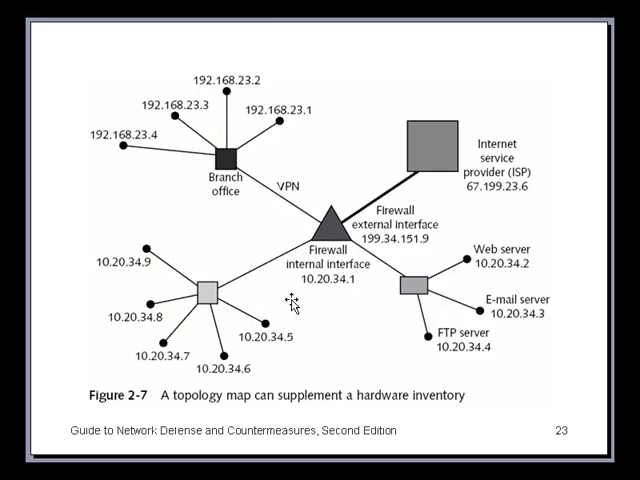 192.168.23.2
192.168.23.3
192.168.23.1
192.168.23.4
Branch
office
VPN
Internet
service
provider (ISP)
67.199.23.6
Firewall
external interface
199.34.151.9
Firewall
internal interface
10.20.34.1
Web server
10.20.34.2
E-mail server
10.20.34.3
FTP server
10.20.34.4
10.20.34.9
10.20.34.8
10.20.34.7
10.20.34.6
10.20.34.5
Figure 2-7 A topology map can supplement a hardware inventory
Guide to Network Defense and Countermeasures, Second Edition
23